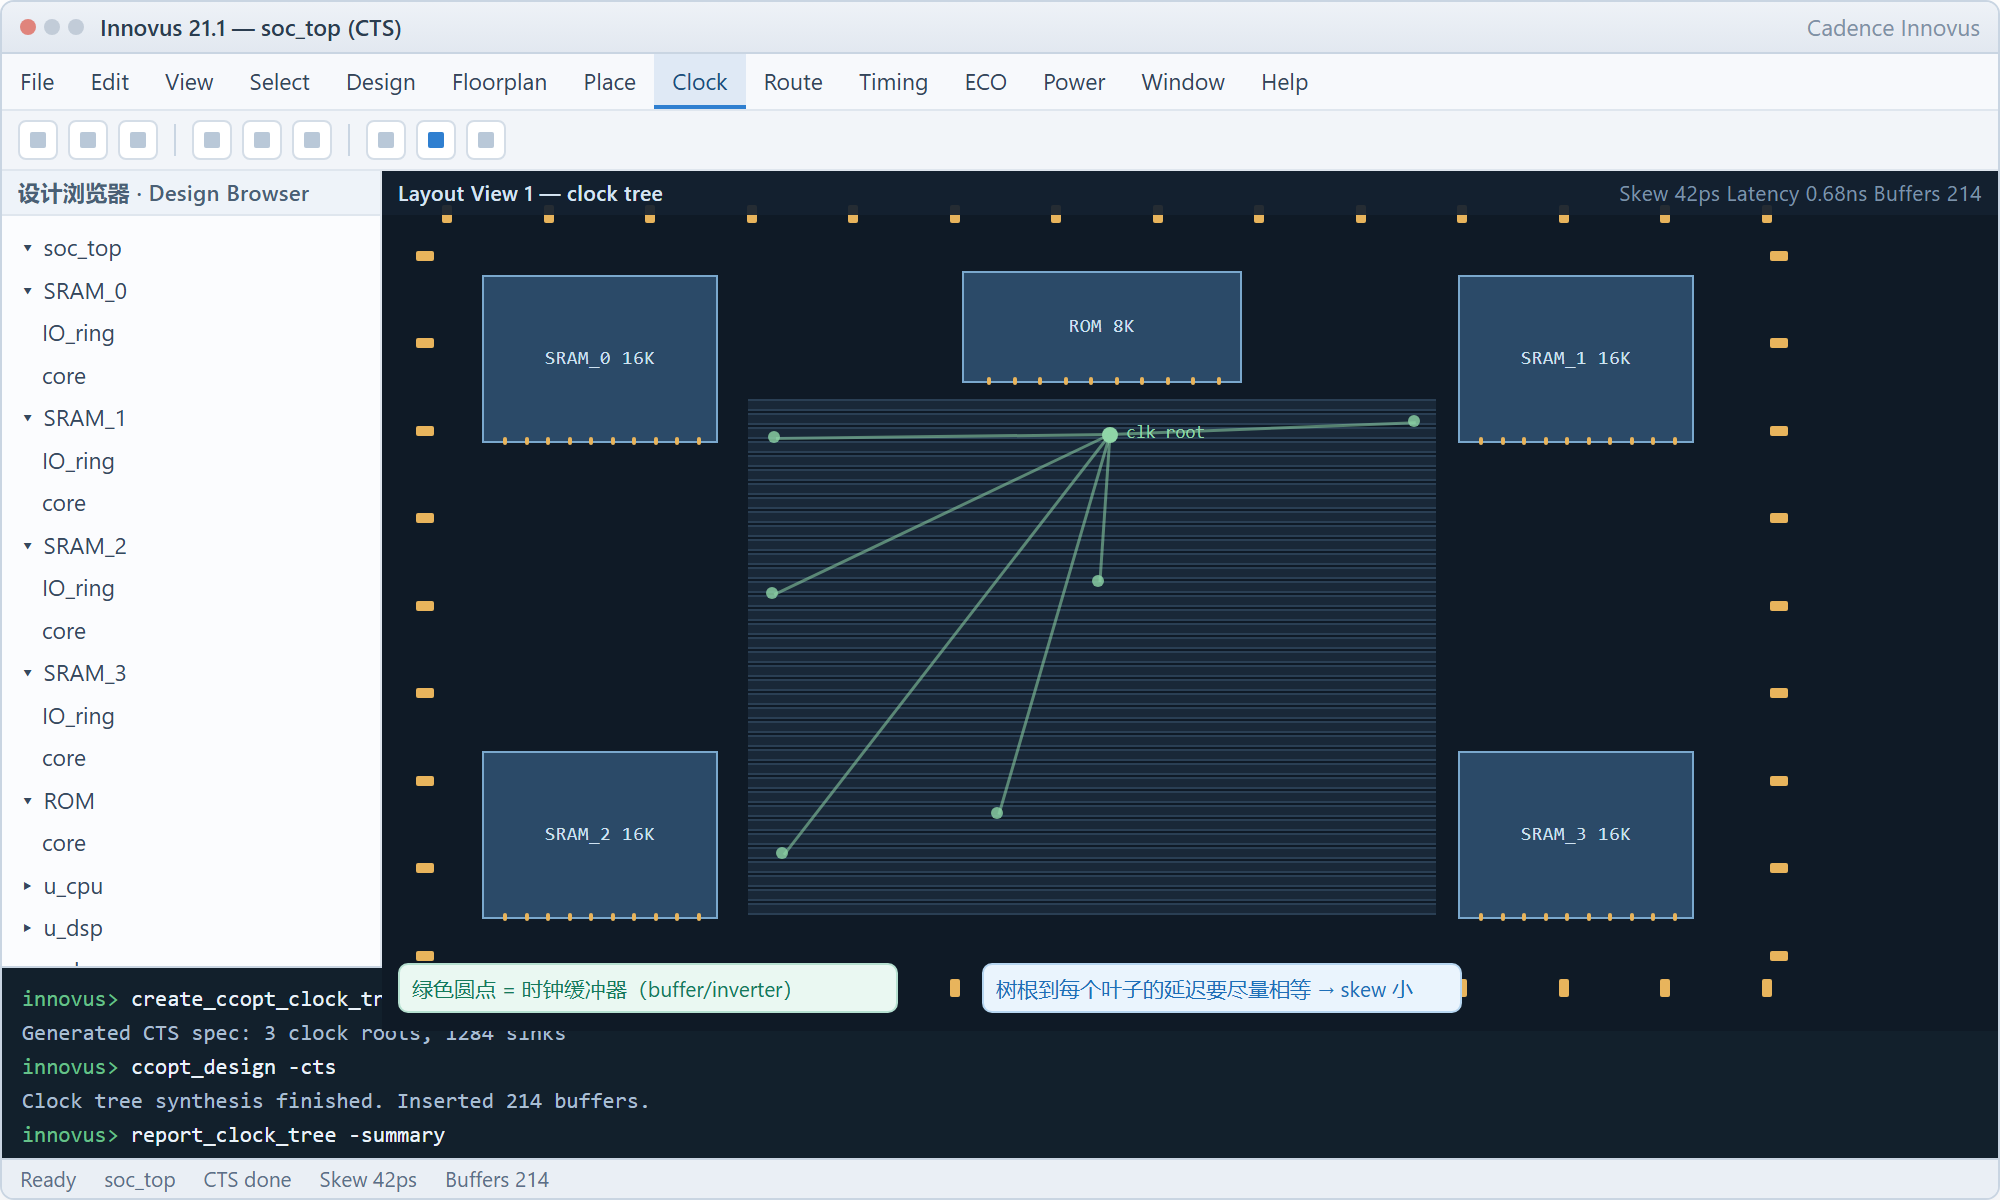 Innovus 21.1 — soc_top (CTS)
Cadence Innovus
File Edit View Select Design Floorplan Place Clock Route Timing ECO Power Window Help
设计浏览器 · Design Browser
soc_top
SRAM_0
IO_ring
core
SRAM_1
IO_ring
core
SRAM_2
IO_ring
core
SRAM_3
IO_ring
core
ROM
core
u_cpu
u_dsp
Layout View 1 — clock tree
Skew 42ps Latency 0.68ns Buffers 214
SRAM_0 16K
ROM 8K
SRAM_1 16K
clk root
SRAM_2 16K
SRAM_3 16K
绿色圆点 = 时钟缓冲器（buffer/inverter）
树根到每个叶子的延迟要尽量相等 → skew 小
innovus> create_ccopt_clock_tr
Generated CTS spec: 3 clock roots, 1284 sinks
innovus> ccopt_design -cts
Clock tree synthesis finished. Inserted 214 buffers.
innovus> report_clock_tree -summary
Ready soc_top CTS done Skew 42ps Buffers 214